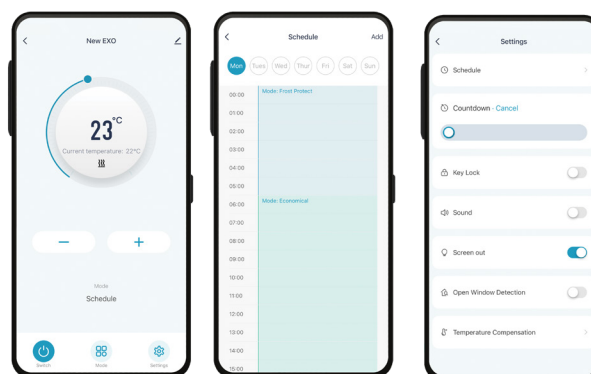 New EXO
23°C
Current temperature: 22°C
Mode
Schedule
Switch
Mode
Settings
Schedule
Add
Mon Tues Wed Thur Fri Sat Sun
00:00 Mode: Frost Protect
01:00
02:00
03:00
04:00
05:00
06:00 Mode: Economical
07:00
08:00
09:00
10:00
11:00
12:00
13:00
14:00
15:00
Settings
Schedule
Countdown - Cancel
Key Lock
Sound
Screen out
Open Window Detection
Temperature Compensation